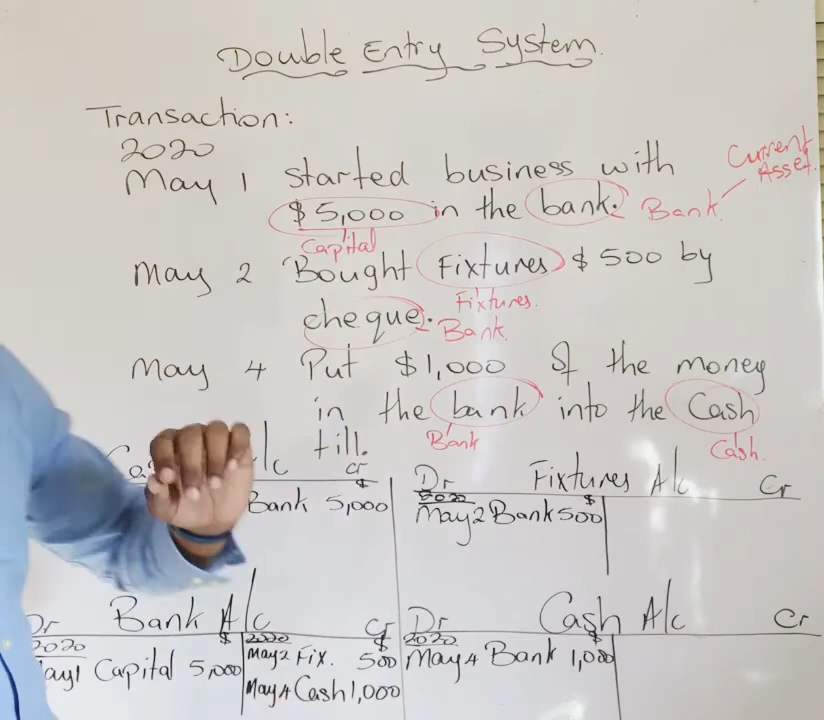 Double Entry System.
Transaction:
2020
May 1 Started business with
$5,000 in the bank. Bank
Current
Asset.
Capital
May 2 Bought Fixtures $500 by
Fixtures.
cheque. Bank.
May 4 Put $1,000 of the money
in the bank into the Cash
Bank
till.
Cash.
A/c Cr
$
Bank 5,000
Dr Fixtures A/c Cr
2020 $
May 2 Bank 500
Dr Bank A/c Cr
2020 $ 2020 $
May 1 Capital 5,000 May 2 Fix. 500
May 4 Cash 1,000
Dr Cash A/c Cr
2020 $
May 4 Bank 1,000